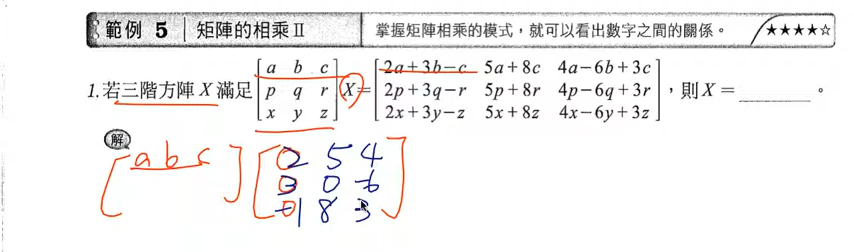 範例 5 矩陣的相乘Ⅱ 掌握矩陣相乘的模式，就可以看出數字之間的關係。 ★★★★☆
a b c 2a+3b−c 5a+8c 4a−6b+3c
1.若三階方陣 X 滿足 p q r X= 2p+3q−r 5p+8r 4p−6q+3r ，則 X = ______ 。
x y z 2x+3y−z 5x+8z 4x−6y+3z
解
a b c 2 5 4
3 0 -6
-1 8 3